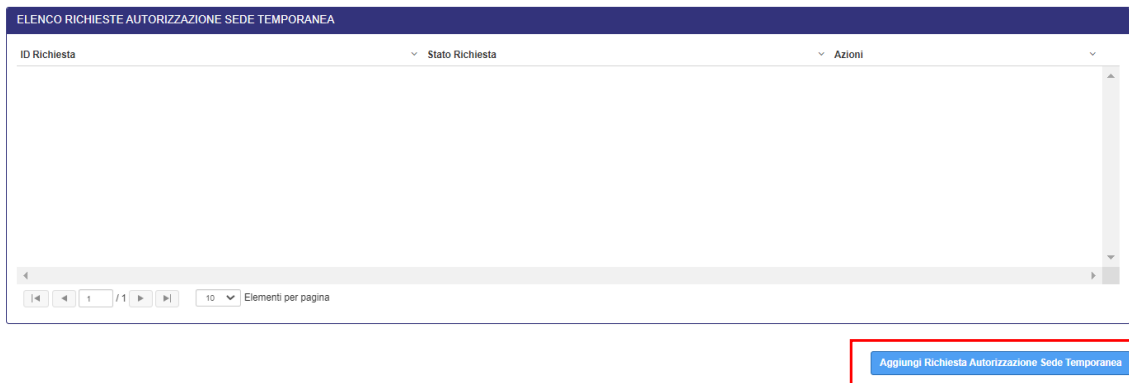 ELENCO RICHIESTE AUTORIZZAZIONE SEDE TEMPORANEA
ID Richiesta Stato Richiesta Azioni
1 / 1 10 Elementi per pagina
Aggiungi Richiesta Autorizzazione Sede Temporanea